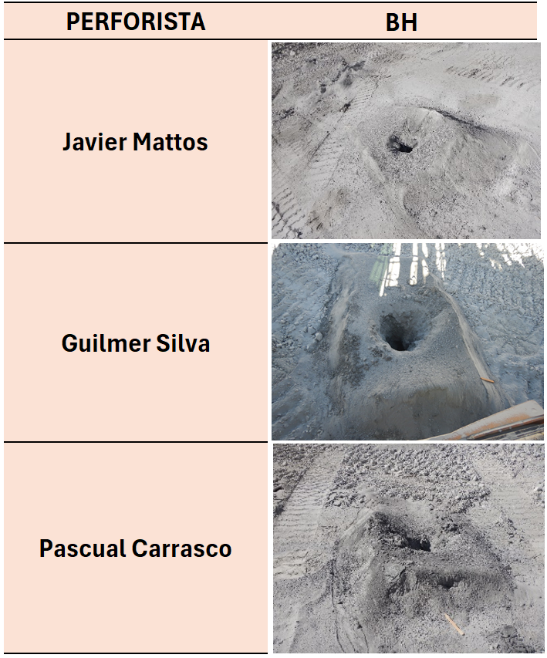 PERFORISTA BH
Javier Mattos
Guilmer Silva
Pascual Carrasco